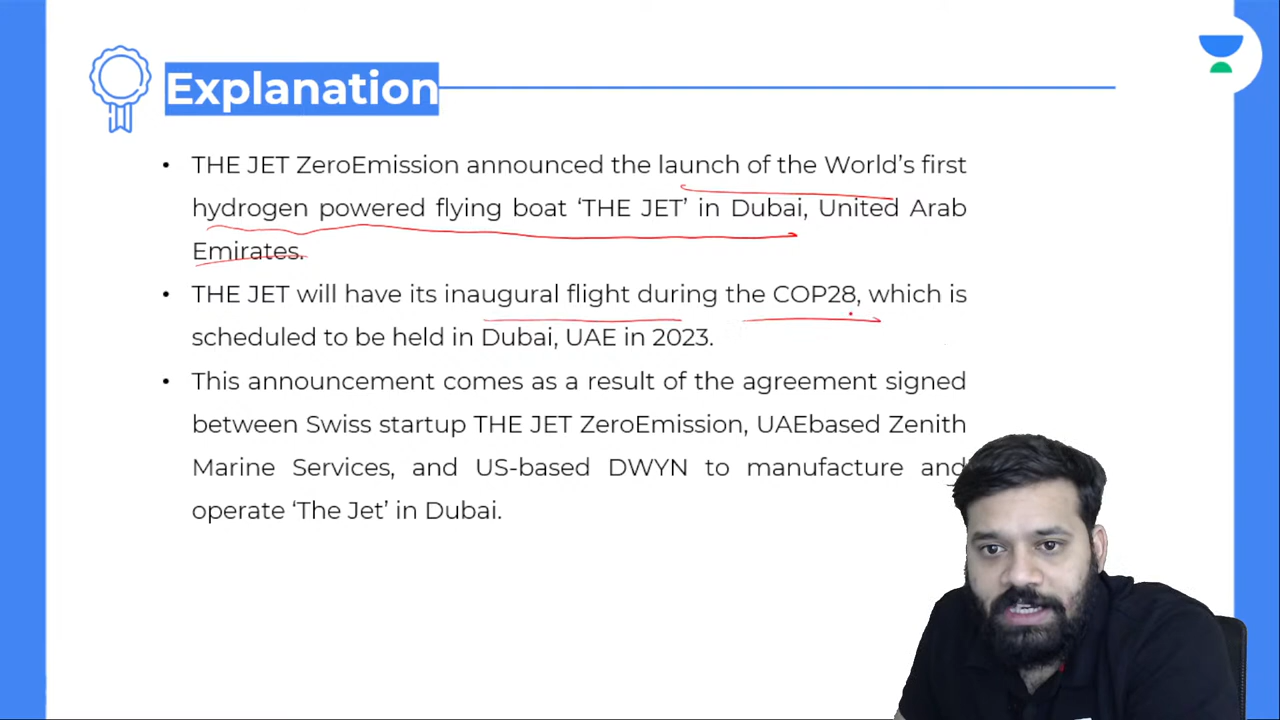 Explanation
• THE JET ZeroEmission announced the launch of the World's first
hydrogen powered flying boat ‘THE JET’ in Dubai, United Arab
Emirates.
• THE JET will have its inaugural flight during the COP28, which is
scheduled to be held in Dubai, UAE in 2023.
• This announcement comes as a result of the agreement signed
between Swiss startup THE JET ZeroEmission, UAEbased Zenith
Marine Services, and US-based DWYN to manufacture and
operate ‘The Jet’ in Dubai.